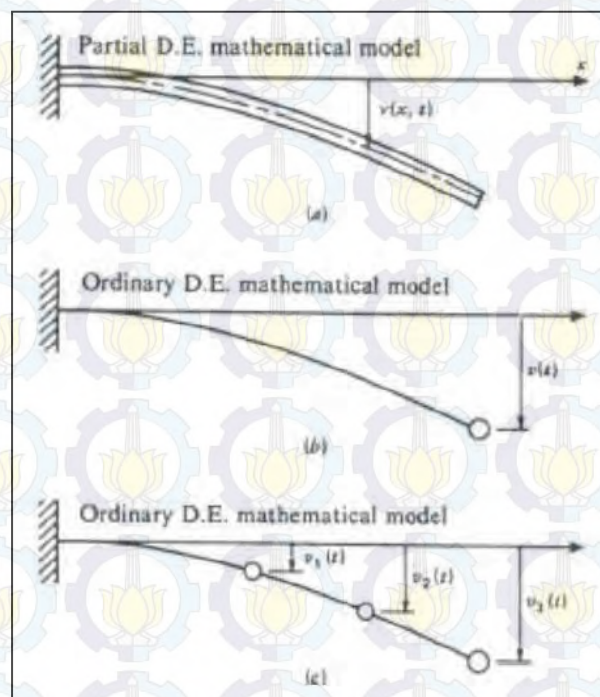 Partial D.E. mathematical model
x
v(x, t)
(a)
Ordinary D.E. mathematical model
v(t)
(b)
Ordinary D.E. mathematical model
v₁(t)
v₂(t)
v₃(t)
(c)